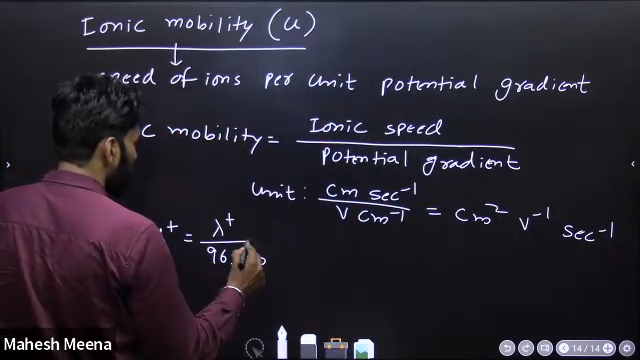 Ionic mobility (u)
speed of ions per unit potential gradient
mobility = Ionic speed / Potential gradient
Unit : cm sec⁻¹ / V cm⁻¹ = cm² V⁻¹ sec⁻¹
⁺ = λ⁺ / 96
Mahesh Meena
14 / 14